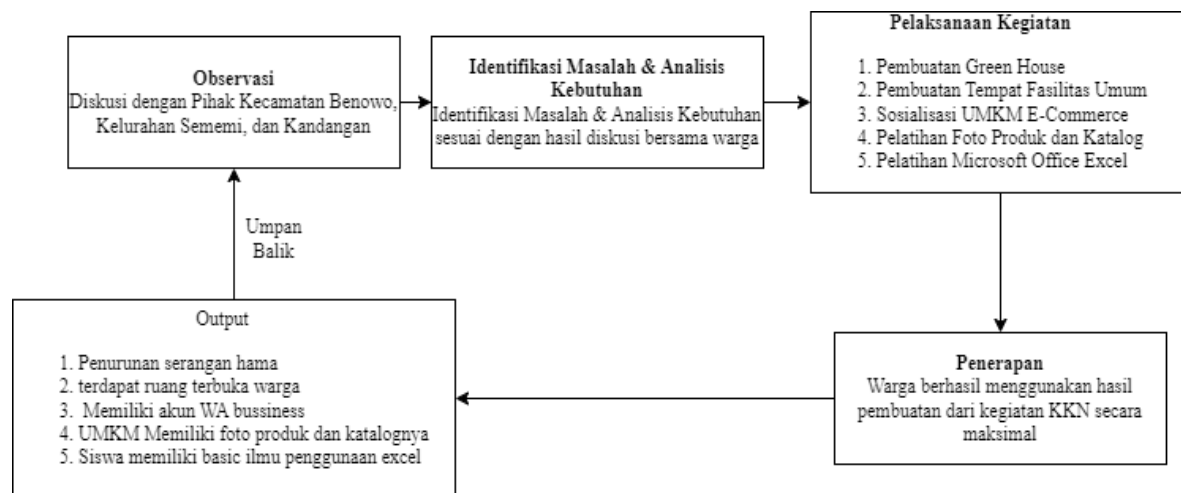 Observasi
Diskusi dengan Pihak Kecamatan Benowo,
Kelurahan Sememi, dan Kandangan
Identifikasi Masalah & Analisis
Kebutuhan
Identifikasi Masalah & Analisis Kebutuhan
sesuai dengan hasil diskusi bersama warga
Pelaksanaan Kegiatan
1. Pembuatan Green House
2. Pembuatan Tempat Fasilitas Umum
3. Sosialisasi UMKM E-Commerce
4. Pelatihan Foto Produk dan Katalog
5. Pelatihan Microsoft Office Excel
Penerapan
Warga berhasil menggunakan hasil
pembuatan dari kegiatan KKN secara
maksimal
Output
1. Penurunan serangan hama
2. terdapat ruang terbuka warga
3. Memiliki akun WA bussiness
4. UMKM Memiliki foto produk dan katalognya
5. Siswa memiliki basic ilmu penggunaan excel
Umpan
Balik